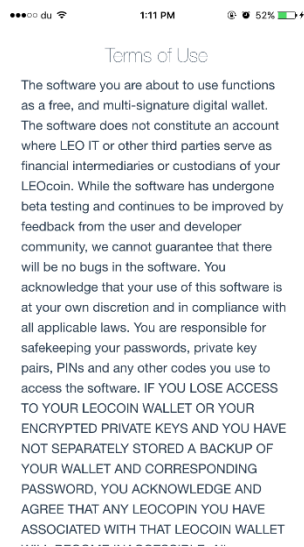 du
1:11 PM
52%
Terms of Use
The software you are about to use functions
as a free, and multi-signature digital wallet.
The software does not constitute an account
where LEO IT or other third parties serve as
financial intermediaries or custodians of your
LEOcoin. While the software has undergone
beta testing and continues to be improved by
feedback from the user and developer
community, we cannot guarantee that there
will be no bugs in the software. You
acknowledge that your use of this software is
at your own discretion and in compliance with
all applicable laws. You are responsible for
safekeeping your passwords, private key
pairs, PINs and any other codes you use to
access the software. IF YOU LOSE ACCESS
TO YOUR LEOCOIN WALLET OR YOUR
ENCRYPTED PRIVATE KEYS AND YOU HAVE
NOT SEPARATELY STORED A BACKUP OF
YOUR WALLET AND CORRESPONDING
PASSWORD, YOU ACKNOWLEDGE AND
AGREE THAT ANY LEOCOPIN YOU HAVE
ASSOCIATED WITH THAT LEOCOIN WALLET